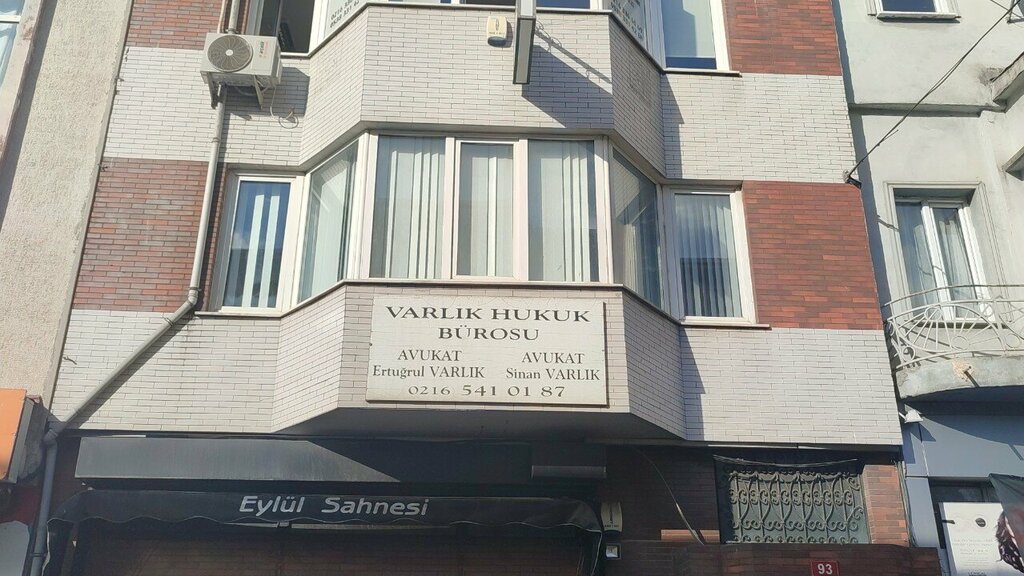 VARLIK HUKUK
BÜROSU
AVUKAT AVUKAT
Ertuğrul VARLIK Sinan VARLIK
0216 541 01 87
Eylül Sahnesi
93